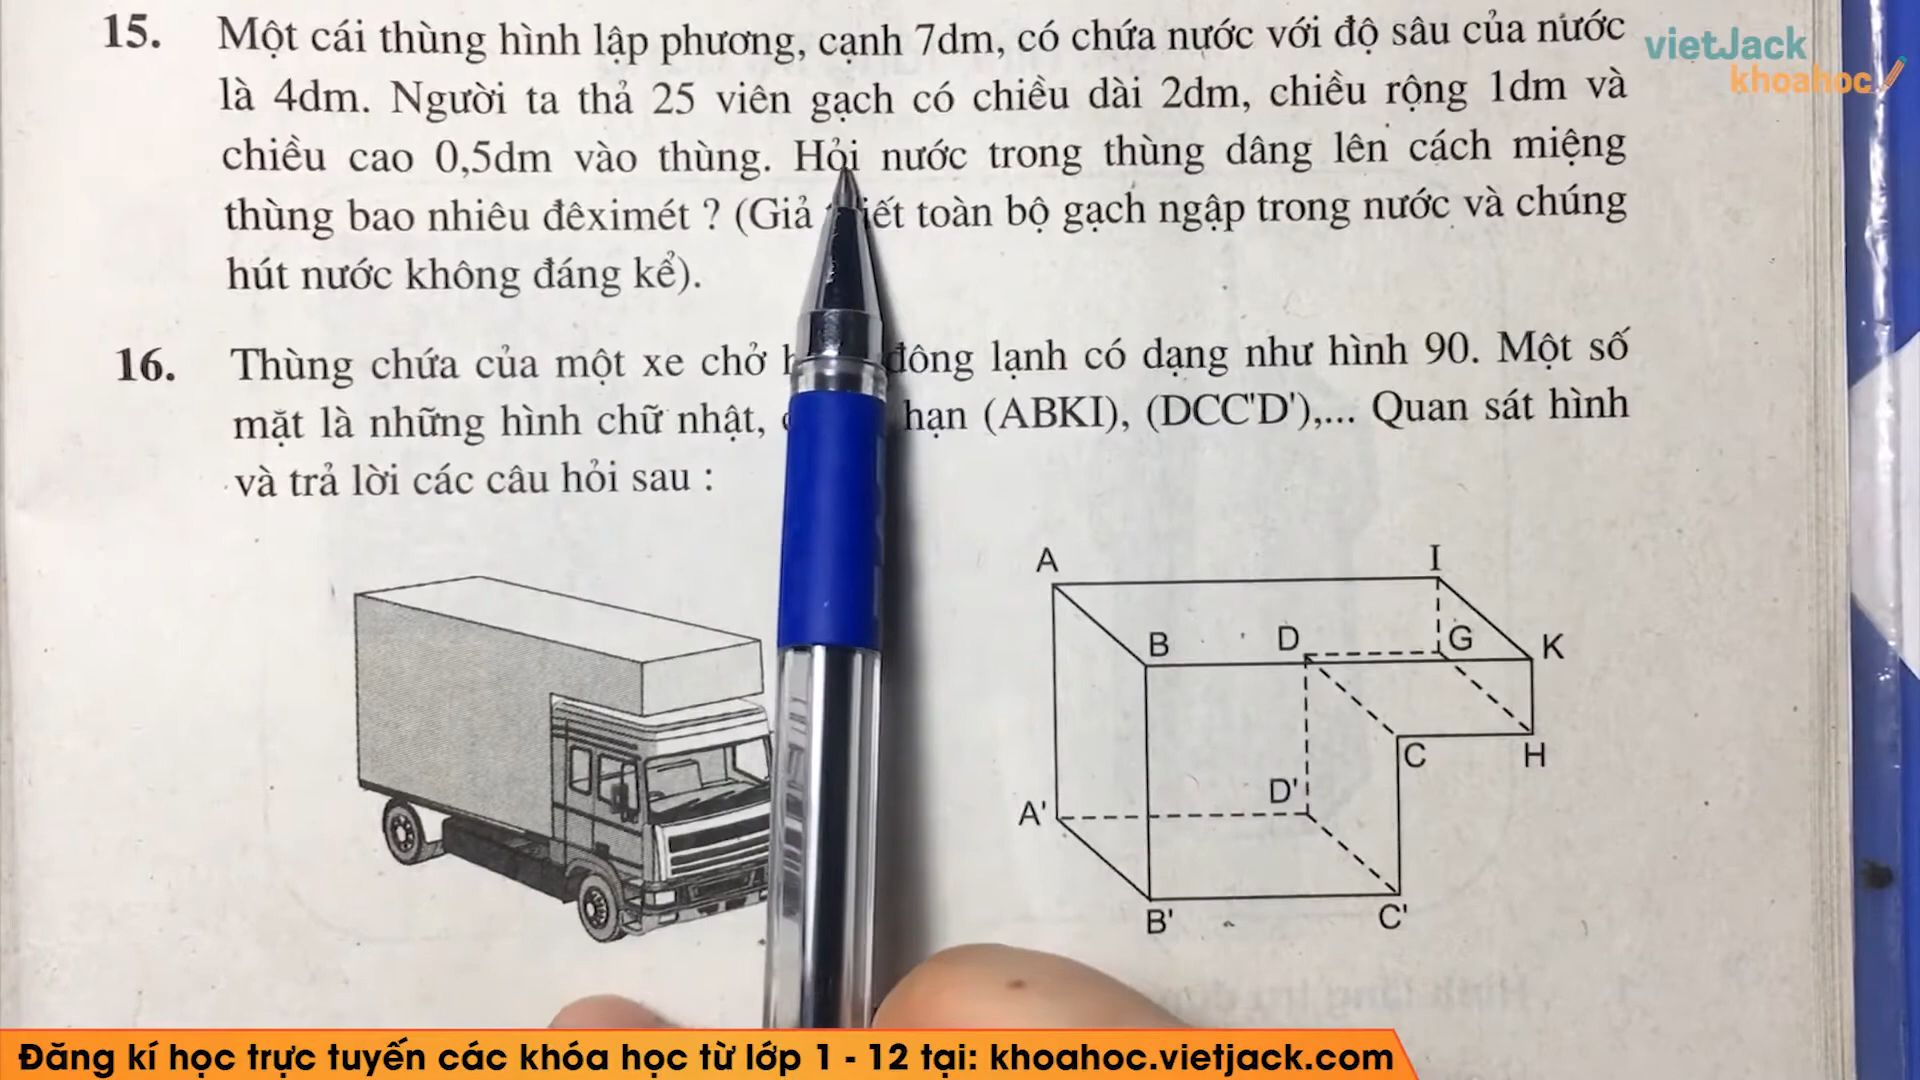 15. Một cái thùng hình lập phương, cạnh 7dm, có chứa nước với độ sâu của nước
là 4dm. Người ta thả 25 viên gạch có chiều dài 2dm, chiều rộng 1dm và
chiều cao 0,5dm vào thùng. Hỏi nước trong thùng dâng lên cách miệng
thùng bao nhiêu đêximét ? (Giả iết toàn bộ gạch ngập trong nước và chúng
hút nước không đáng kể).
vietJack
khoahoc
16. Thùng chứa của một xe chở đông lạnh có dạng như hình 90. Một số
mặt là những hình chữ nhật, hạn (ABKI), (DCC'D'),... Quan sát hình
và trả lời các câu hỏi sau :
A
I
B
D
G
K
C
H
A'
D'
B'
C'
Đăng kí học trực tuyến các khóa học từ lớp 1 - 12 tại: khoahoc.vietjack.com